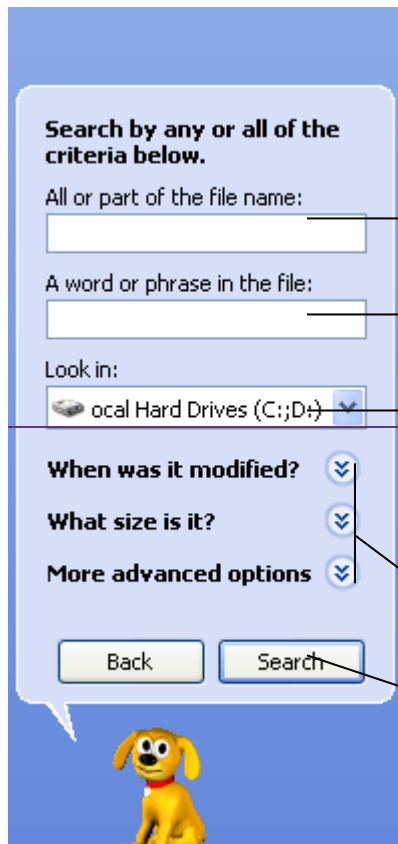 Search by any or all of the
criteria below.
All or part of the file name:
A word or phrase in the file:
Look in:
ocal Hard Drives (C:;D:)
When was it modified?
What size is it?
More advanced options
Back
Search